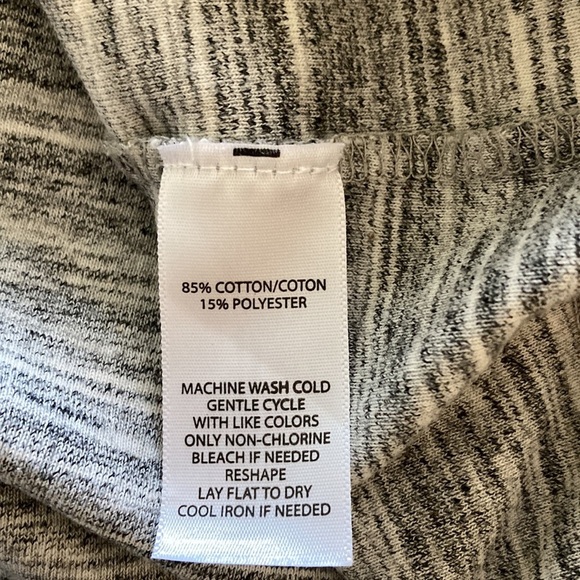 85% COTTON/COTON
15% POLYESTER
MACHINE WASH COLD
GENTLE CYCLE
WITH LIKE COLORS
ONLY NON-CHLORINE
BLEACH IF NEEDED
RESHAPE
LAY FLAT TO DRY
COOL IRON IF NEEDED